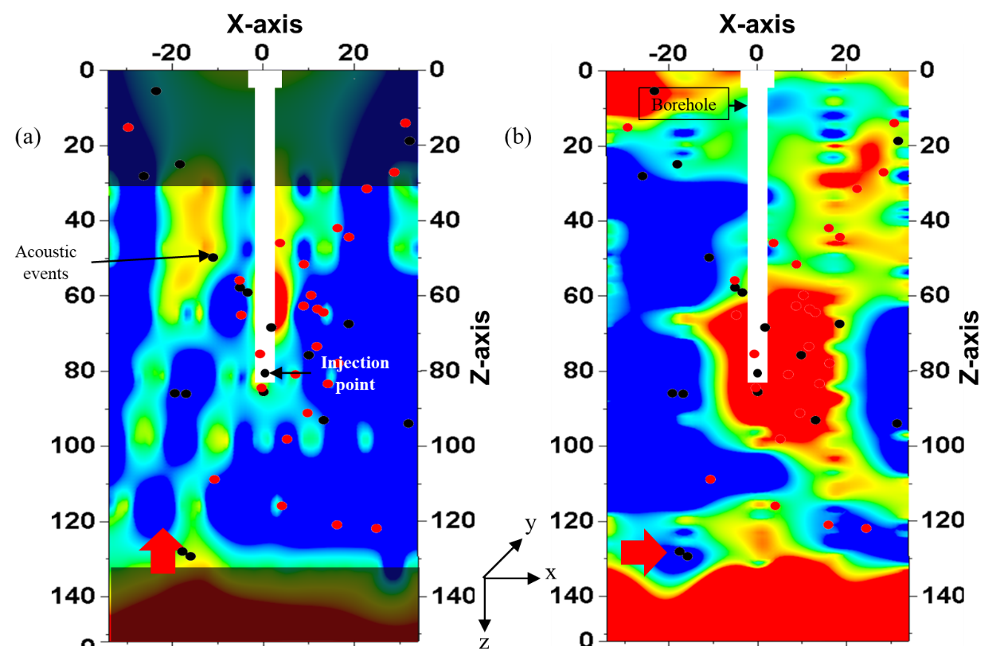 X-axis
X-axis
-20 0 20
-20 0 20
0 0
0 0
(a)
(b)
Borehole
20 20
20 20
40 40
40 40
Acoustic
events
60 60
60 60
Z-axis
Z-axis
80 80
80 80
Injection
point
100 100
100 100
120 120
120 120
y
x
z
140 140
140 140
0
0